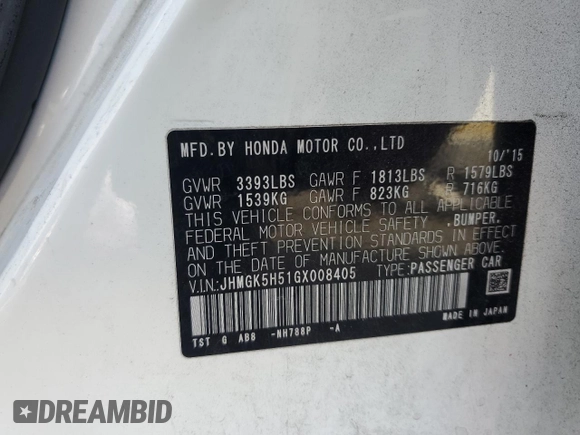 MFD.BY HONDA MOTOR CO.,LTD 10/'15
GVWR 3393LBS GAWR F 1813LBS R 1579LBS
GVWR 1539KG GAWR F 823KG R 716KG
THIS VEHICLE CONFORMS TO ALL APPLICABLE
FEDERAL MOTOR VEHICLE SAFETY .BUMPER.
AND THEFT PREVENTION STANDARDS IN EFFECT
ON THE DATE OF MANUFACTURE SHOWN ABOVE.
V.IN:JHMGK5H51GX008405 TYPE:PASSENGER CAR
TST G ABB -NH788P -A MADE IN JAPAN
DREAMBID